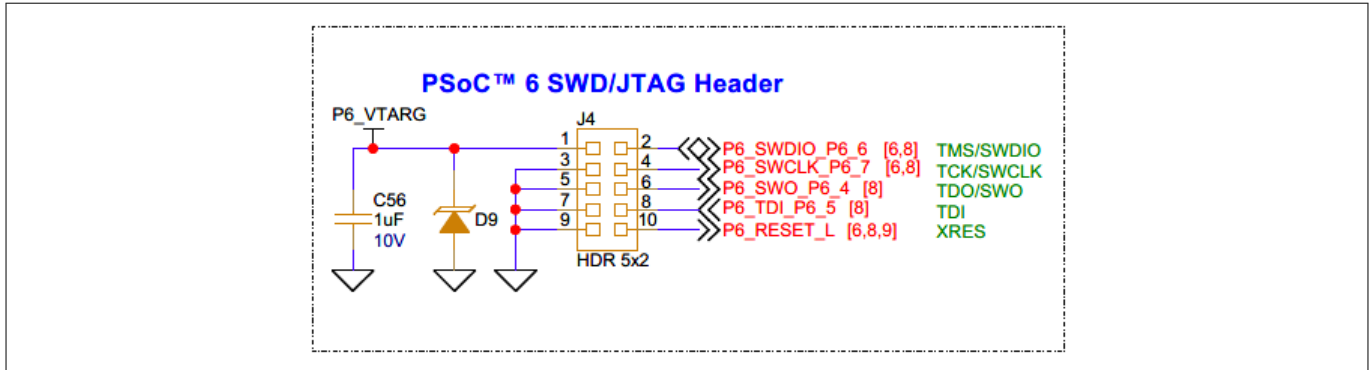 PSoC™ 6 SWD/JTAG Header
P6_VTARG
J4
1 2 P6_SWDIO_P6_6 [6,8] TMS/SWDIO
3 4 P6_SWCLK_P6_7 [6,8] TCK/SWCLK
5 6 P6_SWO_P6_4 [8] TDO/SWO
7 8 P6_TDI_P6_5 [8] TDI
9 10 P6_RESET_L [6,8,9] XRES
C56
1uF
10V
D9
HDR 5x2